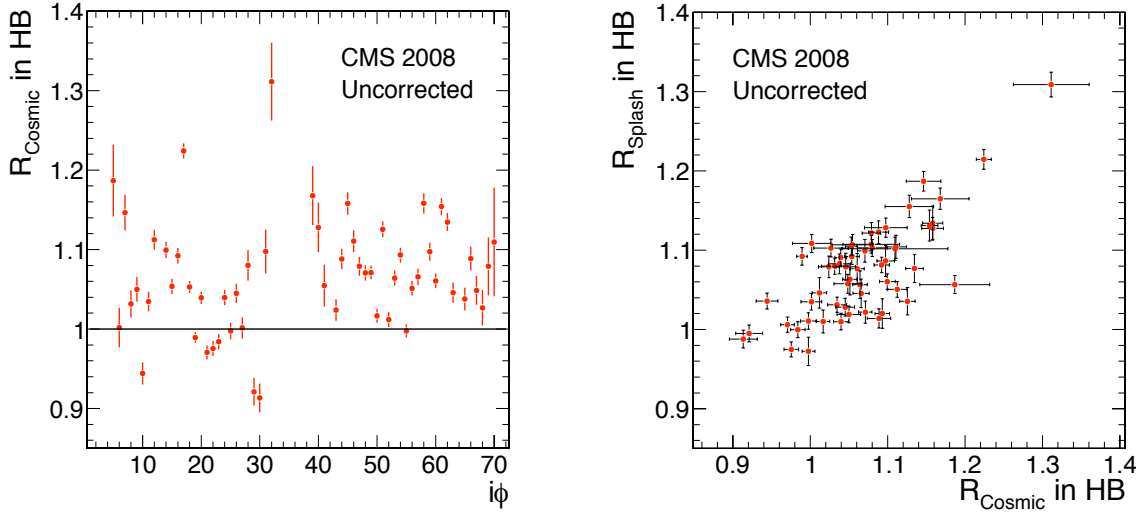 R_Cosmic in HB
1.4
1.3
1.2
1.1
1
0.9
CMS 2008
Uncorrected
10 20 30 40 50 60 70
iϕ
R_Splash in HB
1.4
1.3
1.2
1.1
1
0.9
CMS 2008
Uncorrected
0.9 1 1.1 1.2 1.3 1.4
R_Cosmic in HB